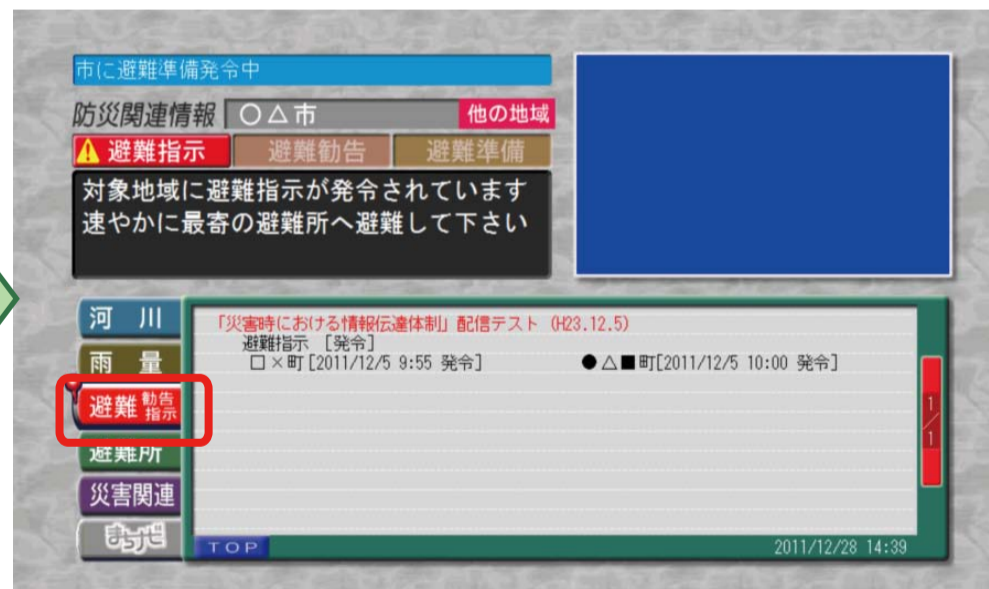 市に避難準備発令中
防災関連情報 ○△市 他の地域
避難指示 避難勧告 避難準備
対象地域に避難指示が発令されています
速やかに最寄の避難所へ避難して下さい
河 川
雨 量
避難 勧告 指示
避難所
災害関連
まちナビ
「災害時における情報伝達体制」配信テスト (H23.12.5)
避難指示 [発令]
□×町[2011/12/5 9:55 発令] ●△■町[2011/12/5 10:00 発令]
1/1
TOP 2011/12/28 14:39